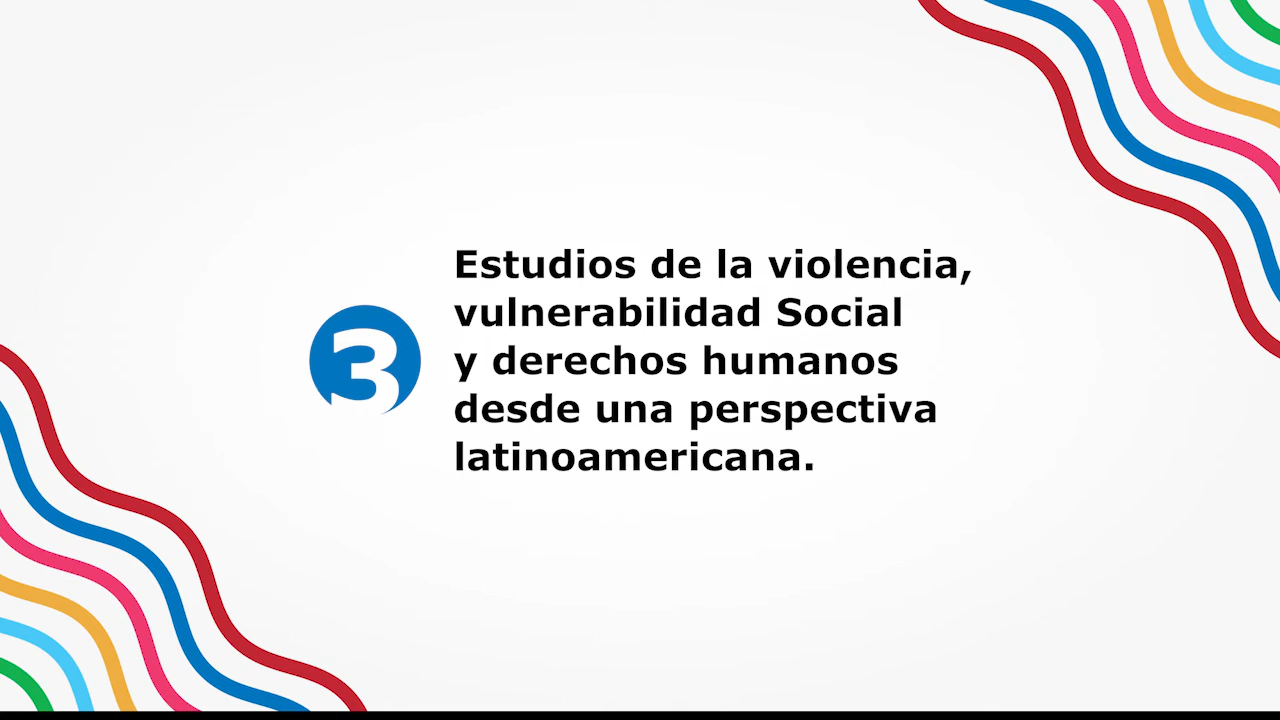 3
Estudios de la violencia,
vulnerabilidad Social
y derechos humanos
desde una perspectiva
latinoamericana.